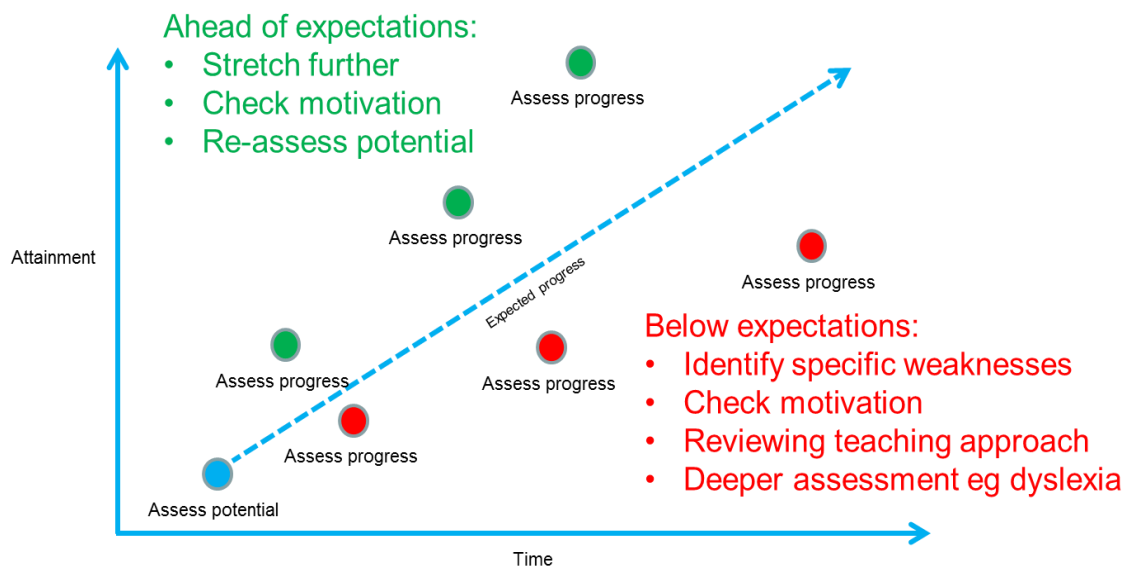 Ahead of expectations:
• Stretch further
• Check motivation
• Re-assess potential
Assess progress
Assess progress
Attainment
Expected progress
Assess progress
Below expectations:
• Identify specific weaknesses
• Check motivation
• Reviewing teaching approach
• Deeper assessment eg dyslexia
Assess progress
Assess progress
Assess progress
Assess potential
Time